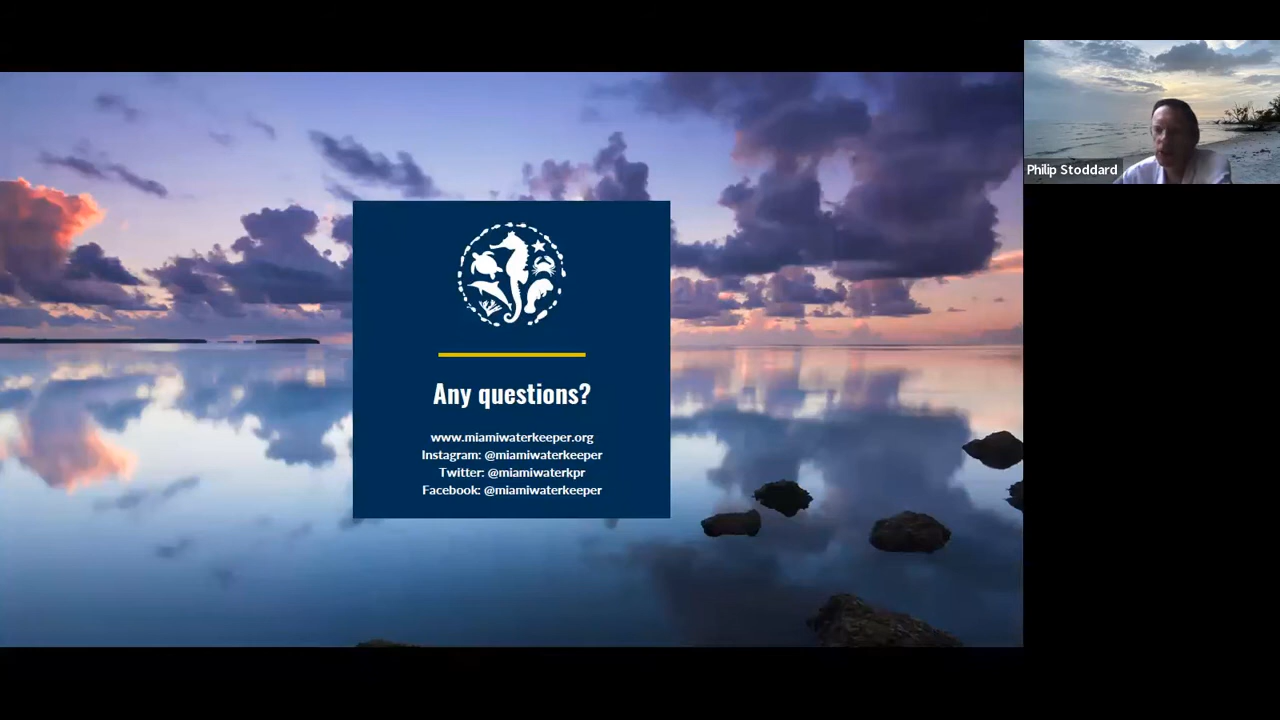 Philip Stoddard
Any questions?
www.miamiwaterkeeper.org
Instagram: @miamiwaterkeeper
Twitter: @miamiwaterkpr
Facebook: @miamiwaterkeeper